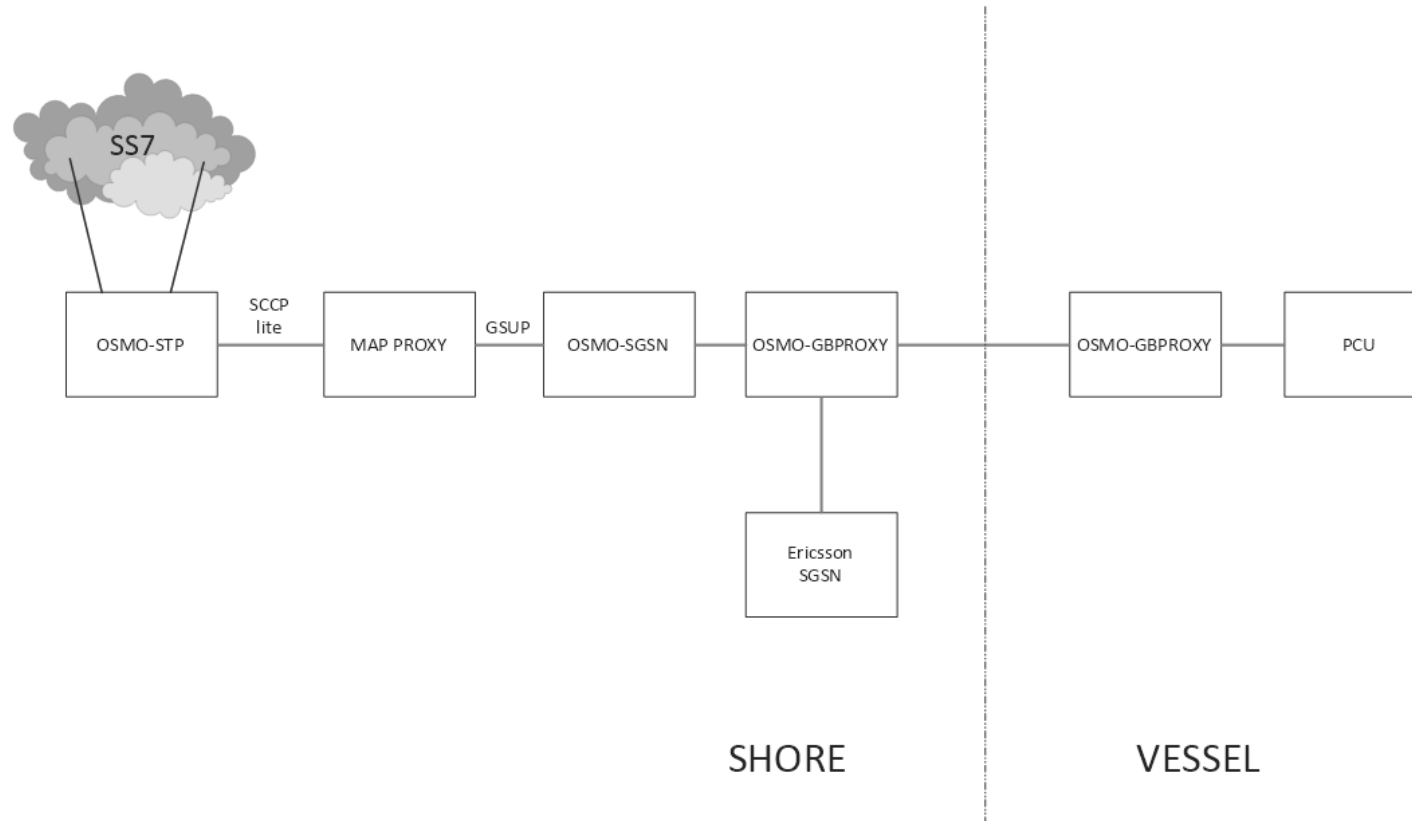 SS7
SCCP
lite
GSUP
OSMO-STP
MAP PROXY
OSMO-SGSN
OSMO-GBPROXY
OSMO-GBPROXY
PCU
Ericsson
SGSN
SHORE
VESSEL